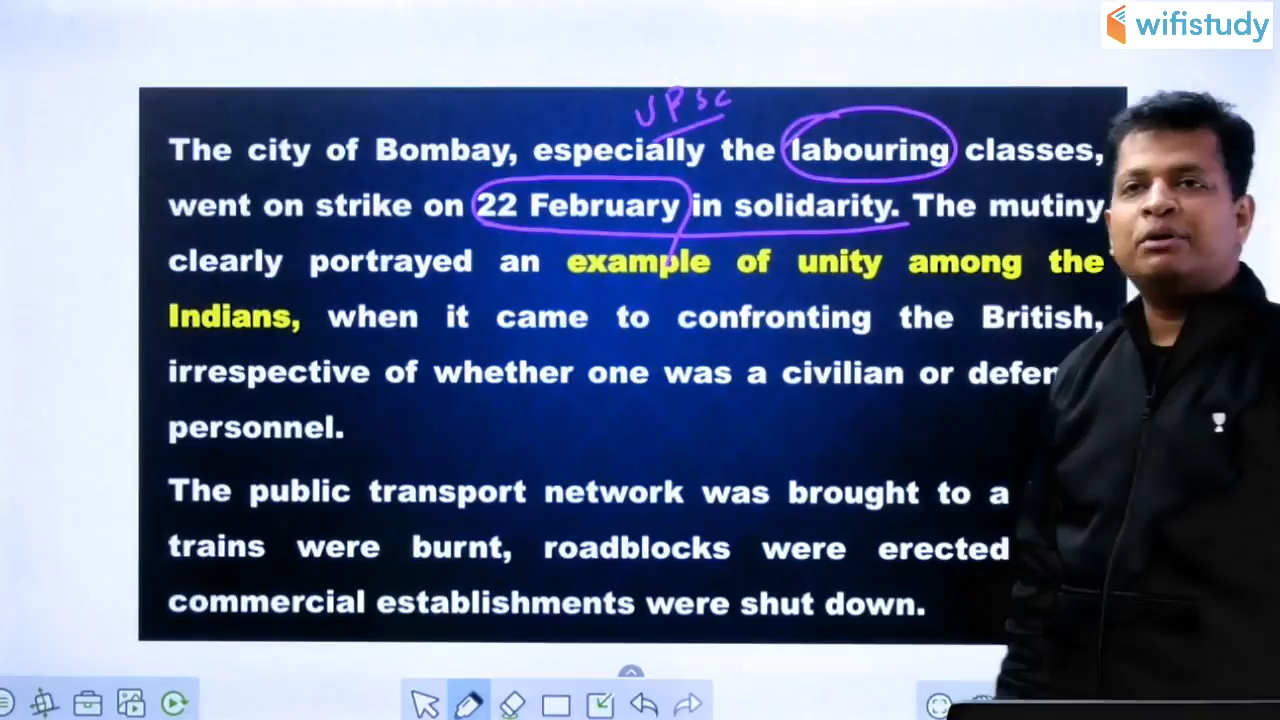 wifistudy
UPSC
The city of Bombay, especially the labouring classes,
went on strike on 22 February in solidarity. The mutiny
clearly portrayed an example of unity among the
Indians, when it came to confronting the British,
irrespective of whether one was a civilian or
personnel.
The public transport network was brought to a
trains were burnt, roadblocks were erected
commercial establishments were shut down.